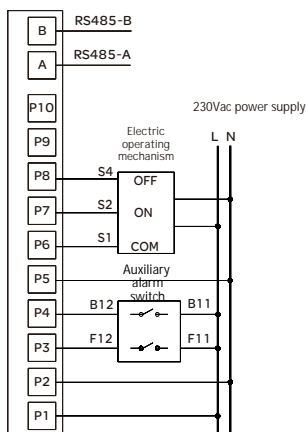 B RS485-B
A RS485-A
P10
230Vac power supply
P9
Electric
operating
mechanism
L N
P8 S4 OFF
P7 S2 ON
P6 S1 COM
P5
Auxiliary
alarm
switch
P4 B12 B11
P3 F12 F11
P2
P1